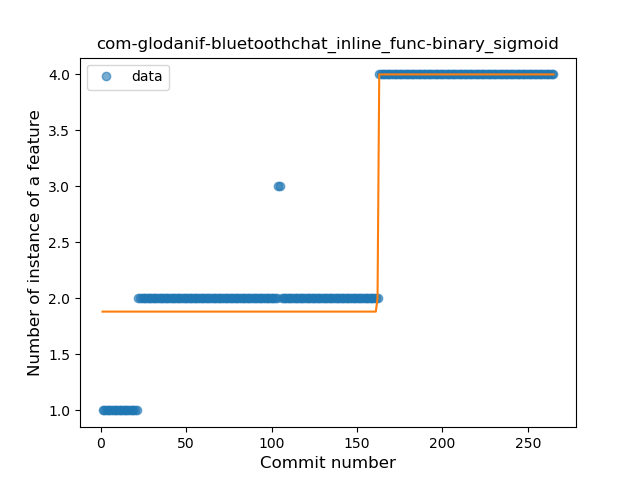 com-glodanif-bluetoothchat_inline_func-binary_sigmoid
data
Number of instance of a feature
4.0
3.5
3.0
2.5
2.0
1.5
1.0
0 50 100 150 200 250
Commit number